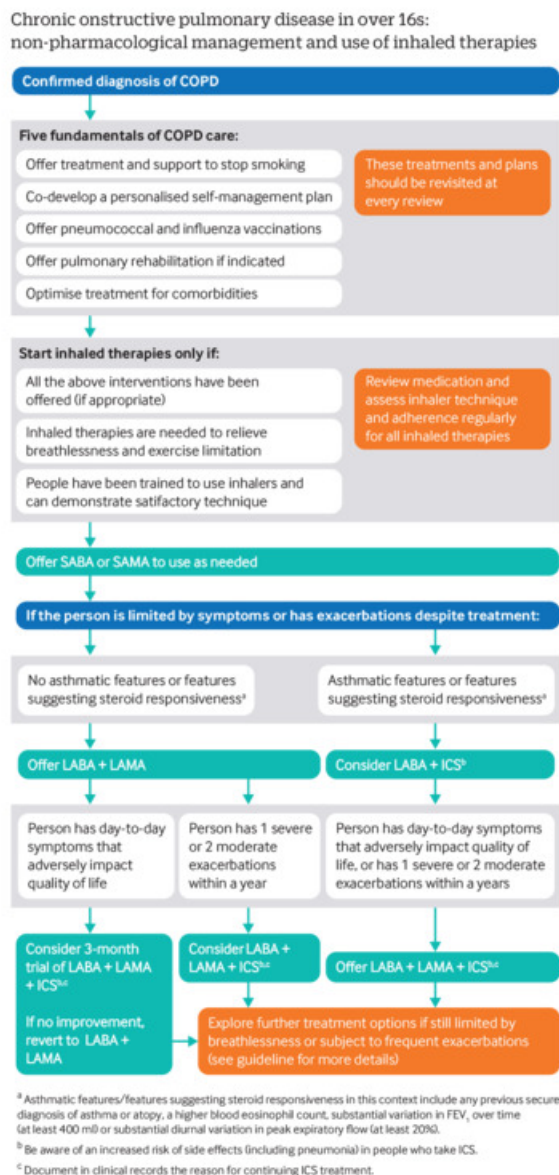 Chronic onstructive pulmonary disease in over 16s:
non-pharmacological management and use of inhaled therapies
Confirmed diagnosis of COPD
Five fundamentals of COPD care:
Offer treatment and support to stop smoking
Co-develop a personalised self-management plan
Offer pneumococcal and influenza vaccinations
Offer pulmonary rehabilitation if indicated
Optimise treatment for comorbidities
These treatments and plans
should be revisited at
every review
Start inhaled therapies only if:
All the above interventions have been
offered (if appropriate)
Inhaled therapies are needed to relieve
breathlessness and exercise limitation
People have been trained to use inhalers and
can demonstrate satifactory technique
Review medication and
assess inhaler technique
and adherence regularly
for all inhaled therapies
Offer SABA or SAMA to use as needed
If the person is limited by symptoms or has exacerbations despite treatment:
No asthmatic features or features
suggesting steroid responsivenessᵃ
Asthmatic features or features
suggesting steroid responsivenessᵃ
Offer LABA + LAMA
Consider LABA + ICSᵇ
Person has day-to-day
symptoms that
adversely impact
quality of life
Person has 1 severe
or 2 moderate
exacerbations
within a year
Person has day-to-day symptoms
that adversely impact quality of
life, or has 1 severe or 2 moderate
exacerbations within a years
Consider 3-month
trial of LABA + LAMA
+ ICSᵇ,ᶜ
If no improvement,
revert to LABA +
LAMA
Consider LABA +
LAMA + ICSᵇ,ᶜ
Offer LABA + LAMA + ICSᵇ,ᶜ
Explore further treatment options if still limited by
breathlessness or subject to frequent exacerbations
(see guideline for more details)
ᵃ Asthmatic features/features suggesting steroid responsiveness in this context include any previous secure
diagnosis of asthma or atopy, a higher blood eosinophil count, substantial variation in FEV₁ over time
(at least 400 ml) or substantial diurnal variation in peak expiratory flow (at least 20%).
ᵇ Be aware of an increased risk of side effects (including pneumonia) in people who take ICS.
ᶜ Document in clinical records the reason for continuing ICS treatment.